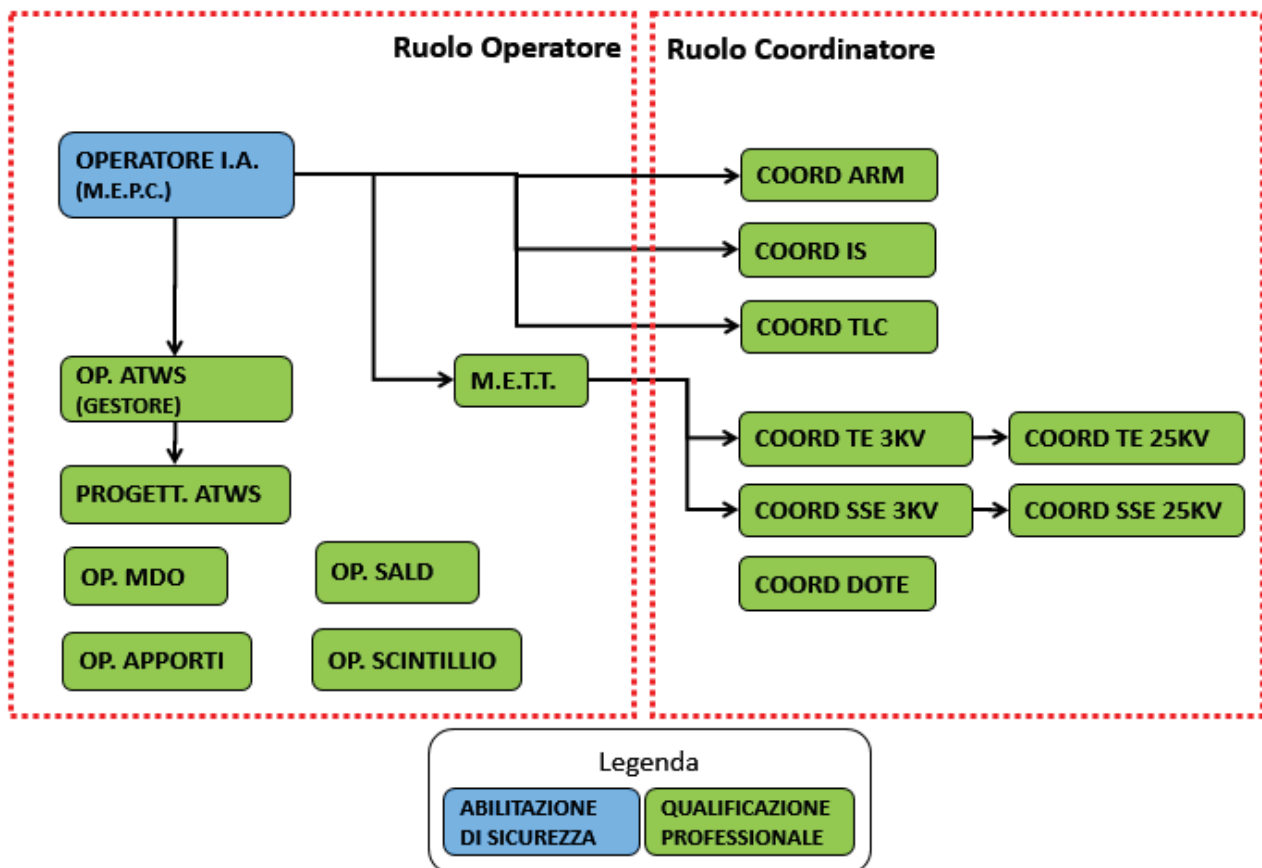 Ruolo Operatore
Ruolo Coordinatore
OPERATORE I.A.
(M.E.P.C.)
COORD ARM
COORD IS
COORD TLC
OP. ATWS
(GESTORE)
M.E.T.T.
COORD TE 3KV
COORD TE 25KV
PROGETT. ATWS
COORD SSE 3KV
COORD SSE 25KV
OP. MDO
OP. SALD
COORD DOTE
OP. APPORTI
OP. SCINTILLIO
Legenda
ABILITAZIONE
DI SICUREZZA
QUALIFICAZIONE
PROFESSIONALE